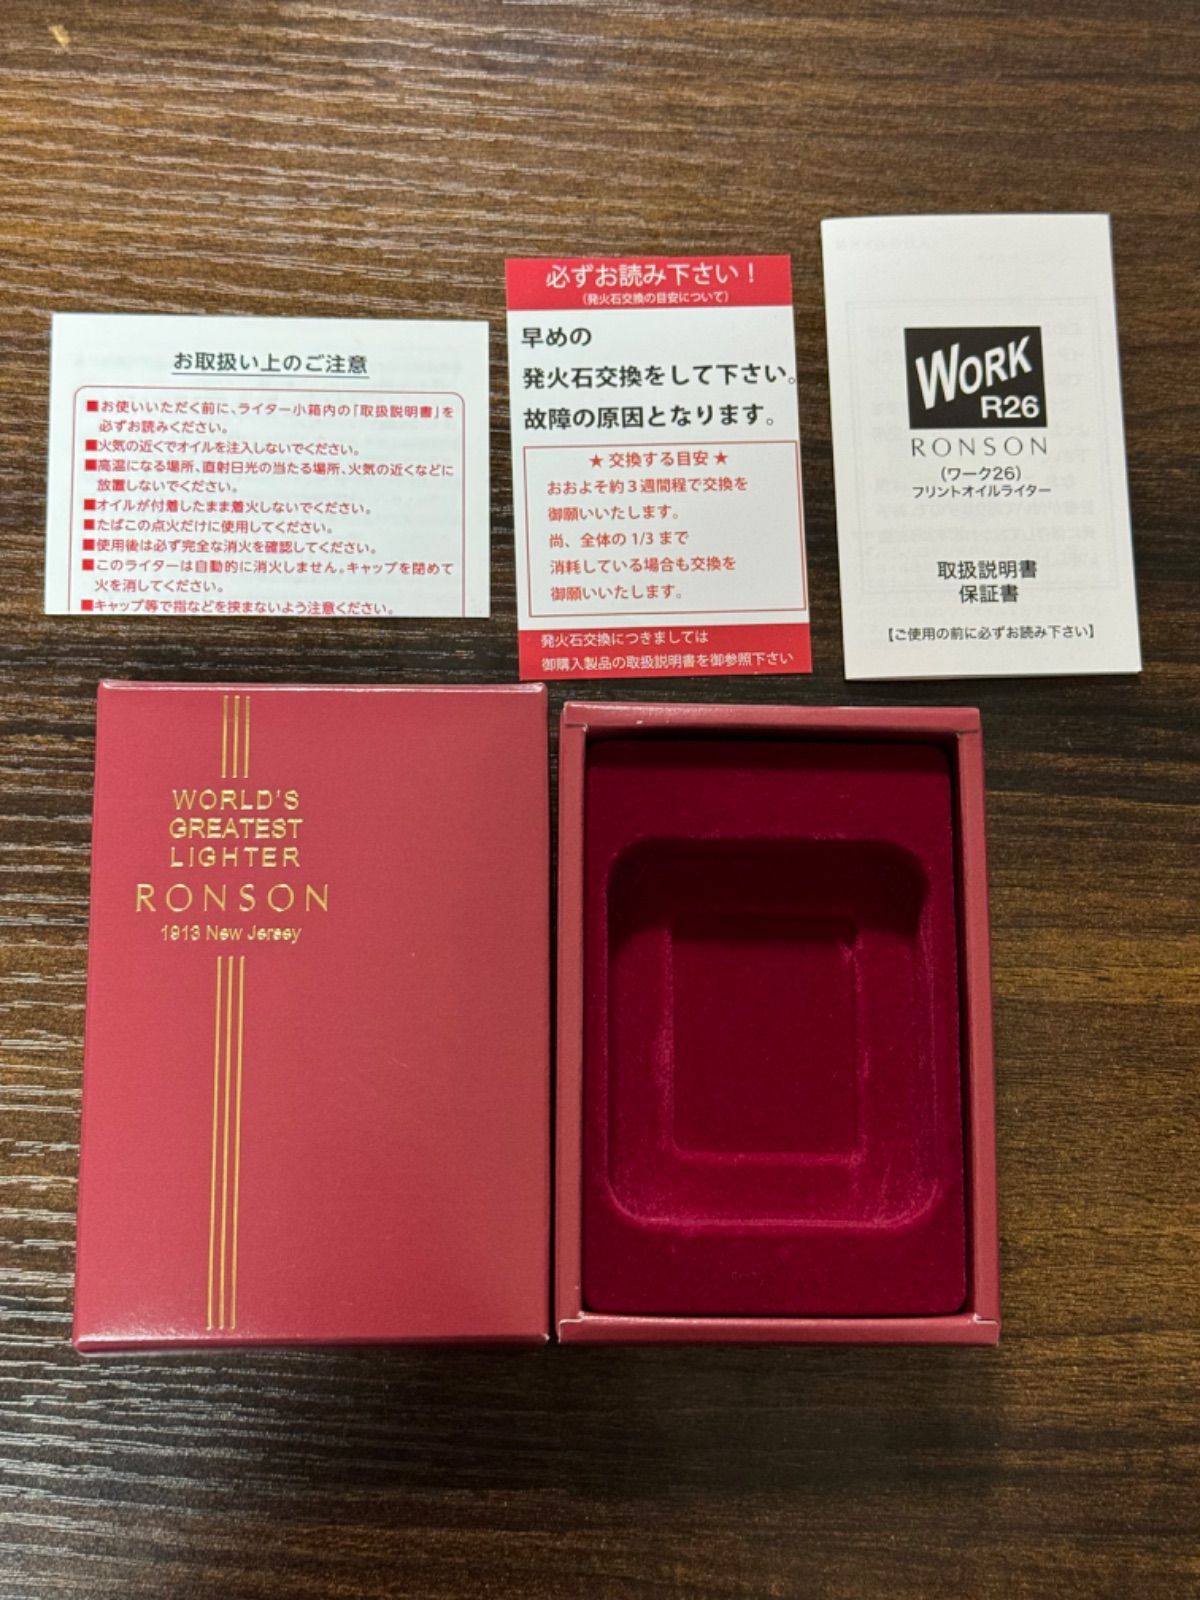 お取扱い上のご注意
■お使いいただく前に、ライター小箱内の「取扱説明書」を
必ずお読みください。
■火気の近くでオイルを注入しないでください。
■高温になる場所、直射日光の当たる場所、火気の近くなどに
放置しないでください。
■オイルが付着したまま着火しないでください。
■たばこの点火だけに使用してください。
■使用後は必ず完全な消火を確認してください。
■このライターは自動的に消火しません。キャップを閉めて
火を消してください。
■キャップ等で指などを挟まないよう注意ください。
必ずお読み下さい！
(発火石交換の目安について)
早めの
発火石交換をして下さい。
故障の原因となります。
★ 交換する目安 ★
おおよそ約３週間程で交換を
御願いいたします。
尚、全体の 1/3 まで
消耗している場合も交換を
御願いいたします。
発火石交換につきましては
御購入製品の取扱説明書を御参照下さい
WORK
R26
RONSON
(ワーク26)
フリントオイルライター
取扱説明書
保証書
【ご使用の前に必ずお読み下さい】
WORLD'S
GREATEST
LIGHTER
RONSON
1913 New Jersey